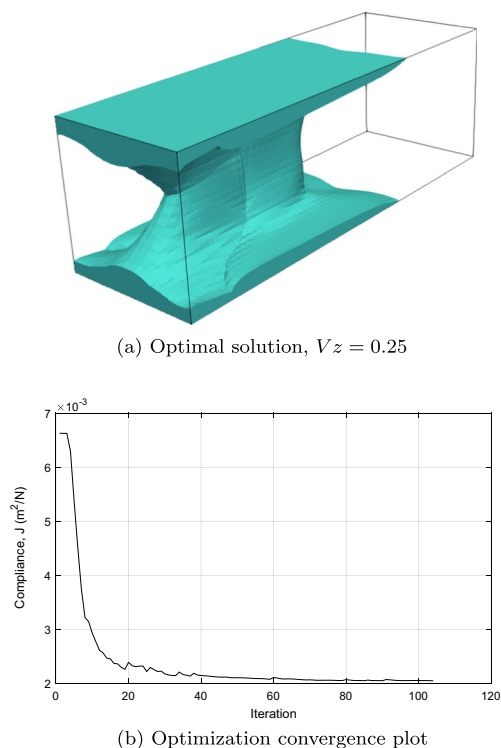 (a) Optimal solution, Vz = 0.25
×10⁻³
7
6
5
4
3
2
Compliance, J (m²/N)
0 20 40 60 80 100 120
Iteration
(b) Optimization convergence plot